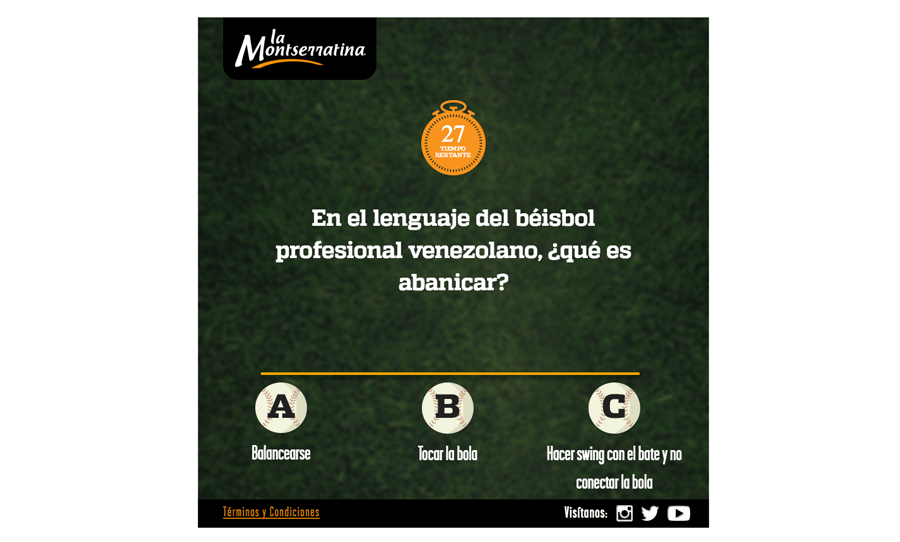 la
Montserratina
27
TIEMPO
RESTANTE
En el lenguaje del béisbol
profesional venezolano, ¿qué es
abanicar?
A
B
C
Balancearse
Tocar la bola
Hacer swing con el bate y no
conectar la bola
Términos y Condiciones
Visítanos: